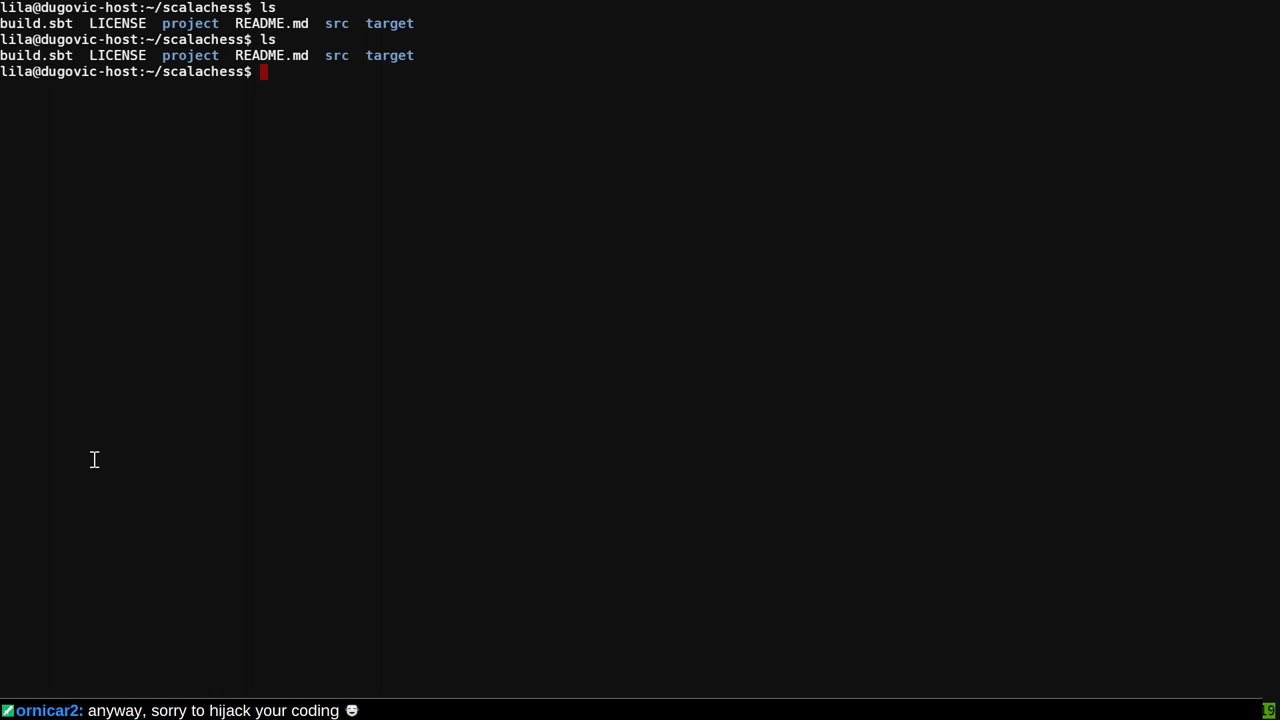 lila@dugovic-host:~/scalachess$ ls
build.sbt  LICENSE  project  README.md  src  target
lila@dugovic-host:~/scalachess$ ls
build.sbt  LICENSE  project  README.md  src  target
lila@dugovic-host:~/scalachess$
ornicar2: anyway, sorry to hijack your coding